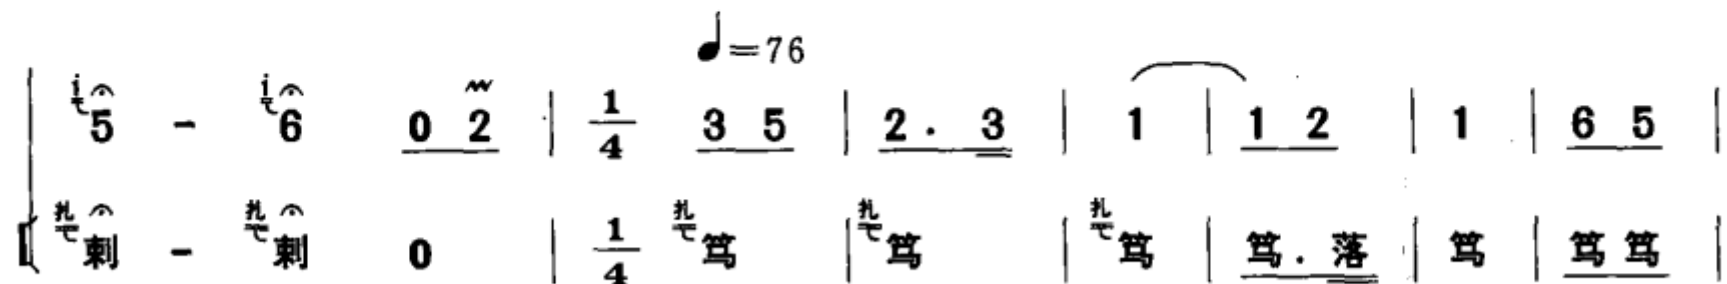 ♩=76
i 5 - i 6 0 2 | 1/4 3 5 | 2 . 3 | 1 | 1 2 | 1 | 6 5 |
扎 刺 - 扎 刺 0 | 1/4 扎 笃 | 扎 笃 | 扎 笃 | 笃 . 落 | 笃 | 笃 笃 |